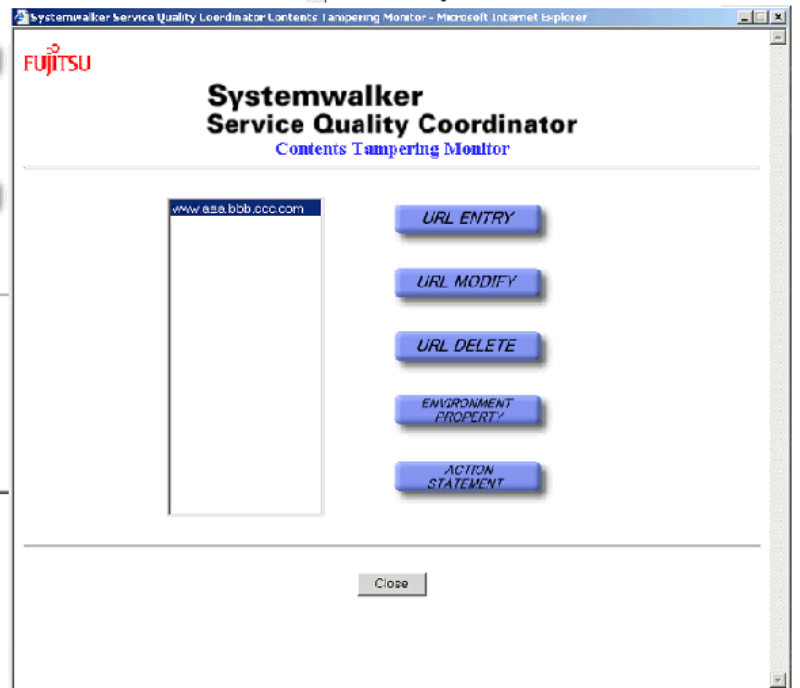 Systemwalker Service Quality Coordinator Contents Tampering Monitor - Microsoft Internet Explorer
FUJITSU
Systemwalker
Service Quality Coordinator
Contents Tampering Monitor
www.aaa.bbb.ccc.com
URL ENTRY
URL MODIFY
URL DELETE
ENVIRONMENT
PROPERTY
ACTION
STATEMENT
Close